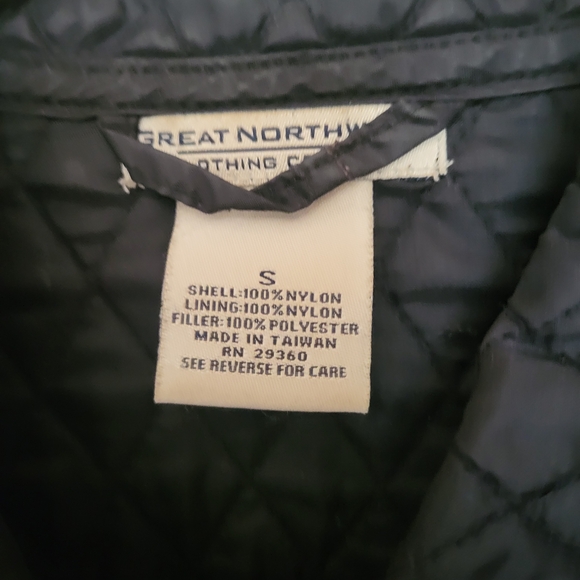 GREAT NORTHW
OTHING C
S
SHELL:100% NYLON
LINING:100% NYLON
FILLER:100% POLYESTER
MADE IN TAIWAN
RN 29360
SEE REVERSE FOR CARE